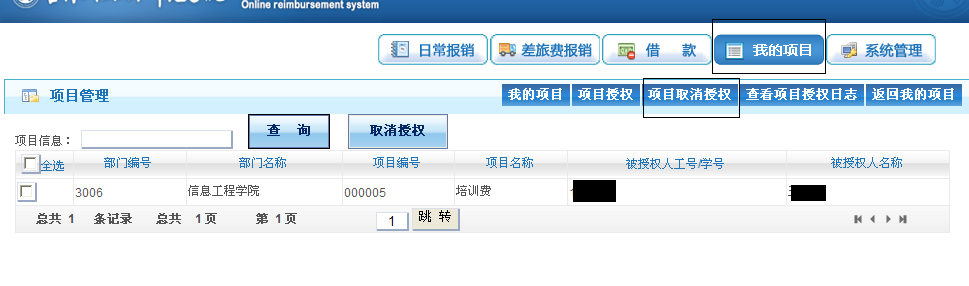 Online reimbursement system
日常报销 差旅费报销 借 款 我的项目 系统管理
项目管理 我的项目 项目授权 项目取消授权 查看项目授权日志 返回我的项目
项目信息： 查 询 取消授权
全选 部门编号 部门名称 项目编号 项目名称 被授权人工号/学号 被授权人名称
3006 信息工程学院 000005 培训费
总共 1 条记录 总共 1页 第 1页 1 跳 转